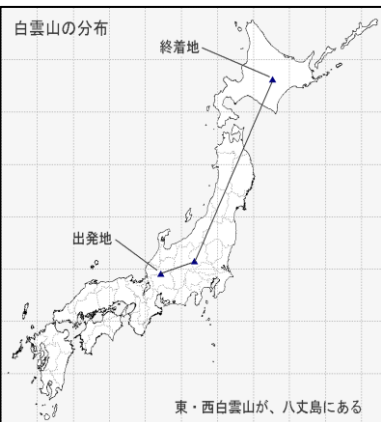 白雲山の分布
終着地
出発地
東・西白雲山が、八丈島にある